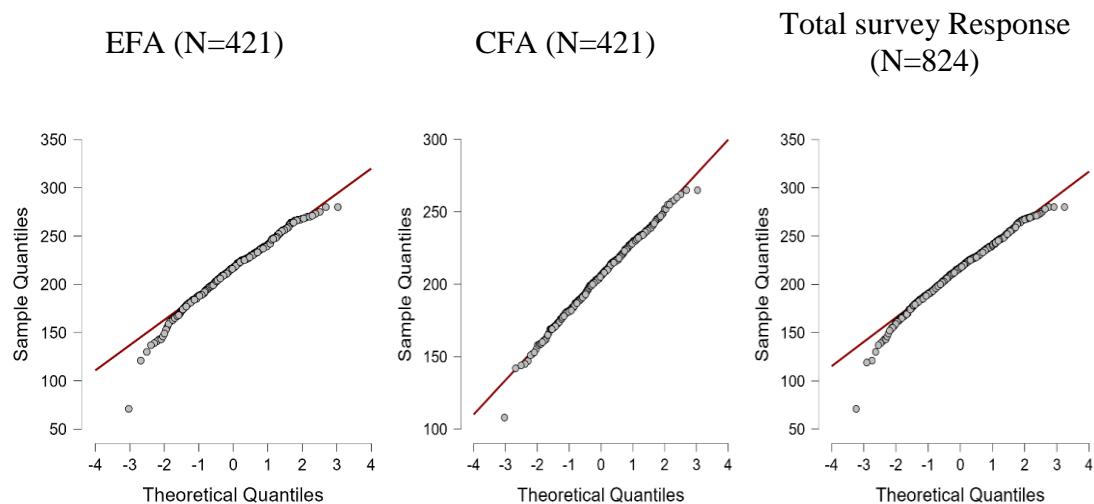 EFA (N=421)
CFA (N=421)
Total survey Response
(N=824)
350
300
250
200
150
100
50
Sample Quantiles
-4 -3 -2 -1 0 1 2 3 4
Theoretical Quantiles
300
250
200
150
100
Sample Quantiles
-4 -3 -2 -1 0 1 2 3 4
Theoretical Quantiles
350
300
250
200
150
100
50
Sample Quantiles
-4 -3 -2 -1 0 1 2 3 4
Theoretical Quantiles